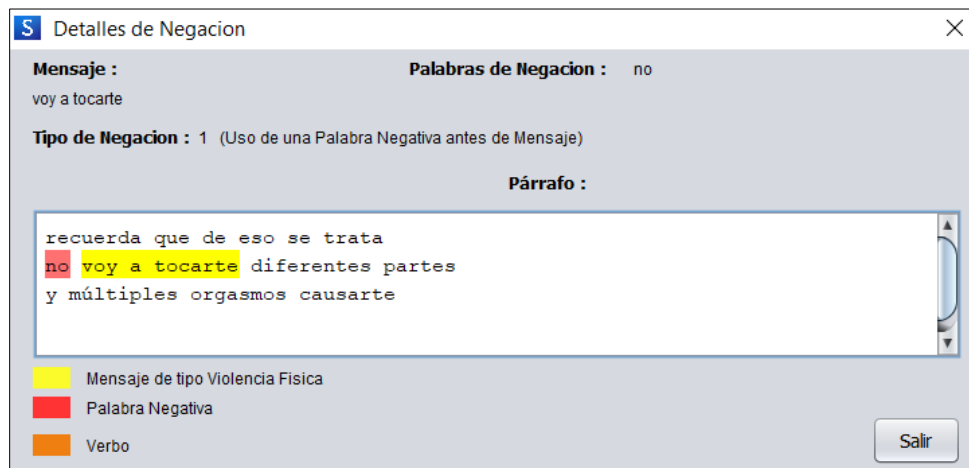 S Detalles de Negacion
Mensaje : Palabras de Negacion : no
voy a tocarte
Tipo de Negacion : 1 (Uso de una Palabra Negativa antes de Mensaje)
Párrafo :
recuerda que de eso se trata
no voy a tocarte diferentes partes
y múltiples orgasmos causarte
Mensaje de tipo Violencia Fisica
Palabra Negativa
Verbo
Salir